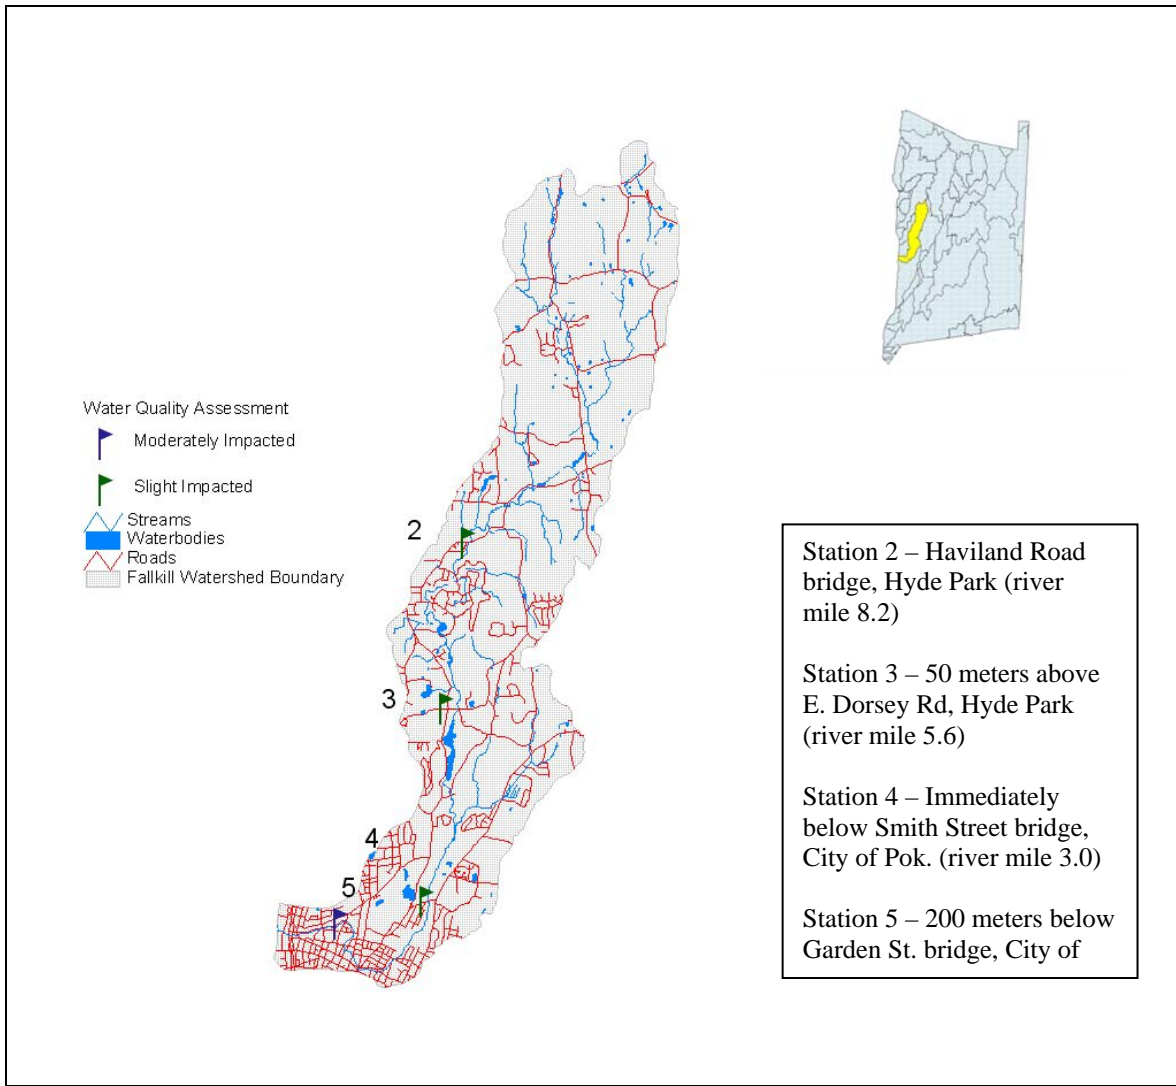 Water Quality Assessment
Moderately Impacted
Slight Impacted
Streams
Waterbodies
Roads
Fallkill Watershed Boundary
2
3
4
5
Station 2 – Haviland Road
bridge, Hyde Park (river
mile 8.2)
Station 3 – 50 meters above
E. Dorsey Rd, Hyde Park
(river mile 5.6)
Station 4 – Immediately
below Smith Street bridge,
City of Pok. (river mile 3.0)
Station 5 – 200 meters below
Garden St. bridge, City of